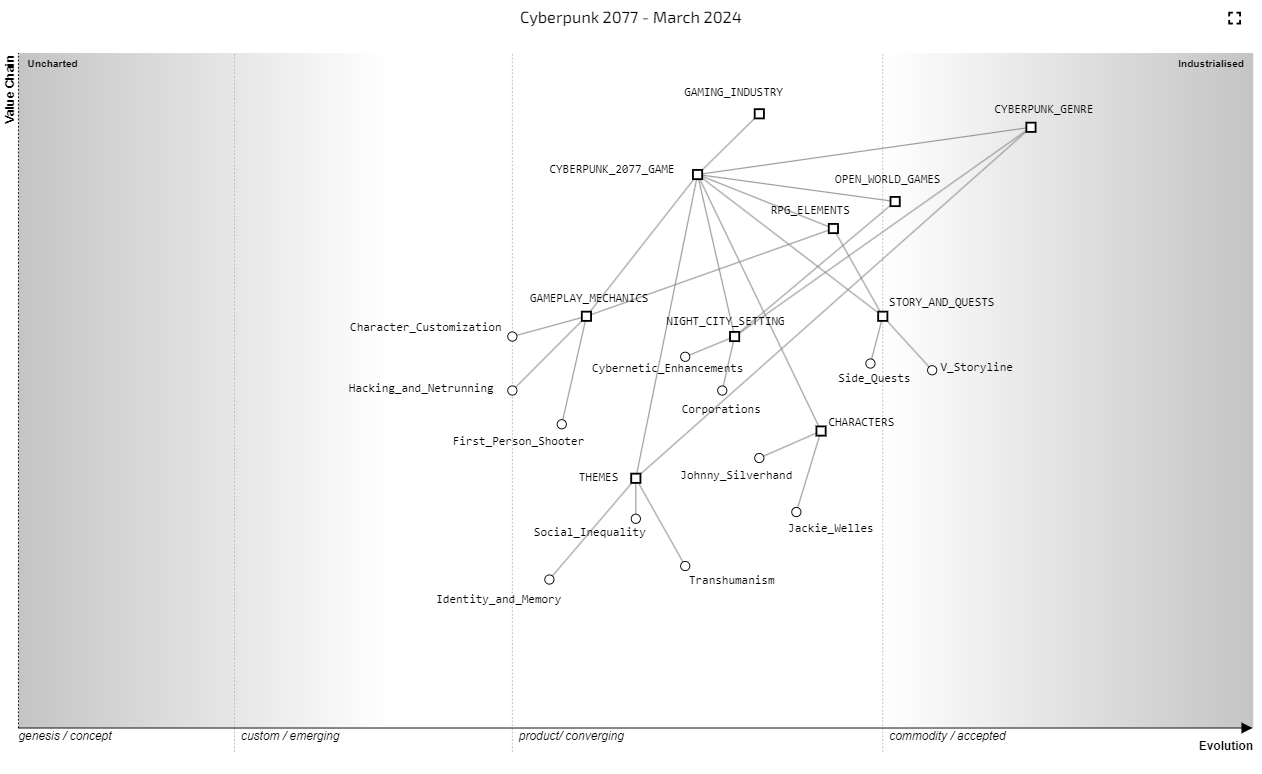 Cyberpunk 2077 - March 2024
Value Chain
Uncharted
Industrialised
GAMING_INDUSTRY
CYBERPUNK_GENRE
CYBERPUNK_2077_GAME
OPEN_WORLD_GAMES
RPG_ELEMENTS
GAMEPLAY_MECHANICS
STORY_AND_QUESTS
NIGHT_CITY_SETTING
Character_Customization
Cybernetic_Enhancements
V_Storyline
Side_Quests
Hacking_and_Netrunning
Corporations
CHARACTERS
First_Person_Shooter
THEMES
Johnny_Silverhand
Social_Inequality
Jackie_Welles
Transhumanism
Identity_and_Memory
genesis / concept
custom / emerging
product/ converging
commodity / accepted
Evolution